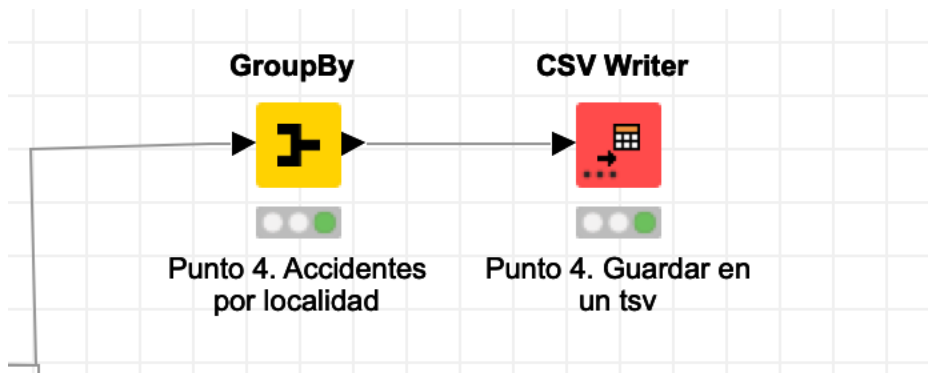 GroupBy
CSV Writer
Punto 4. Accidentes
por localidad
Punto 4. Guardar en
un tsv